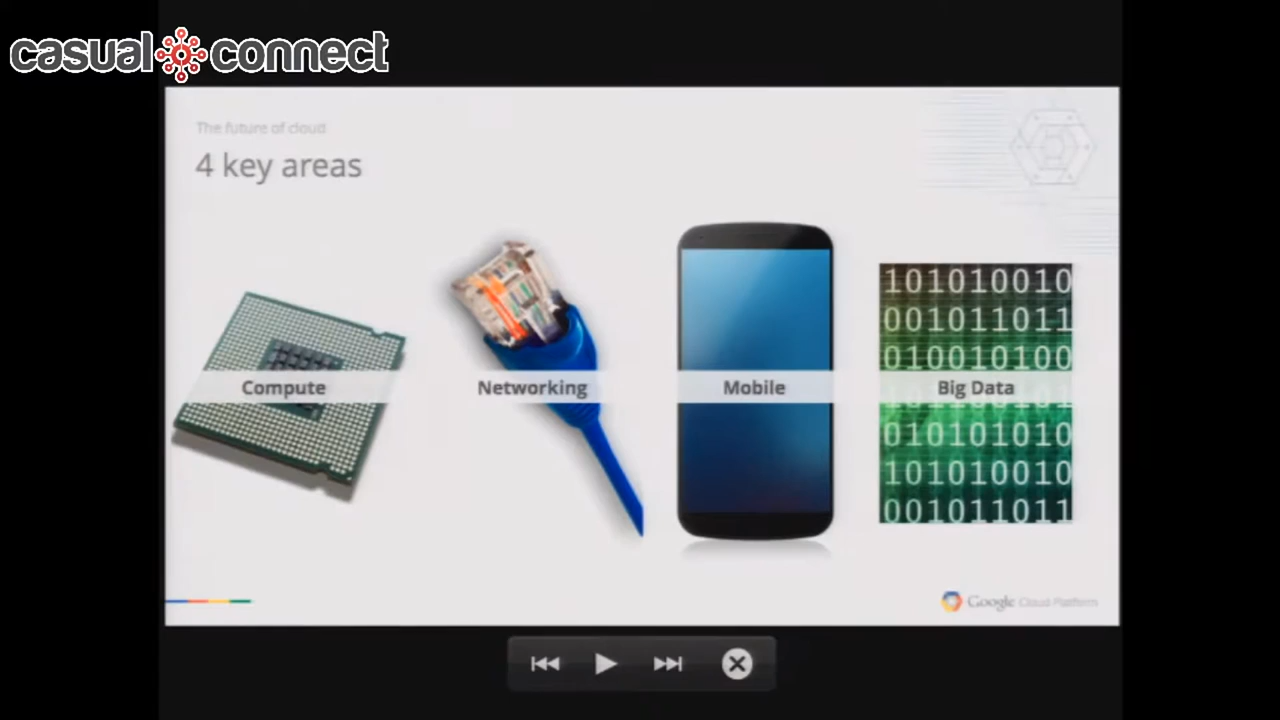 casual connect
The future of cloud
4 key areas
Compute
Networking
Mobile
Big Data
101010010
001011011
010010100
010101010
101010010
001011011
Google Cloud Platform